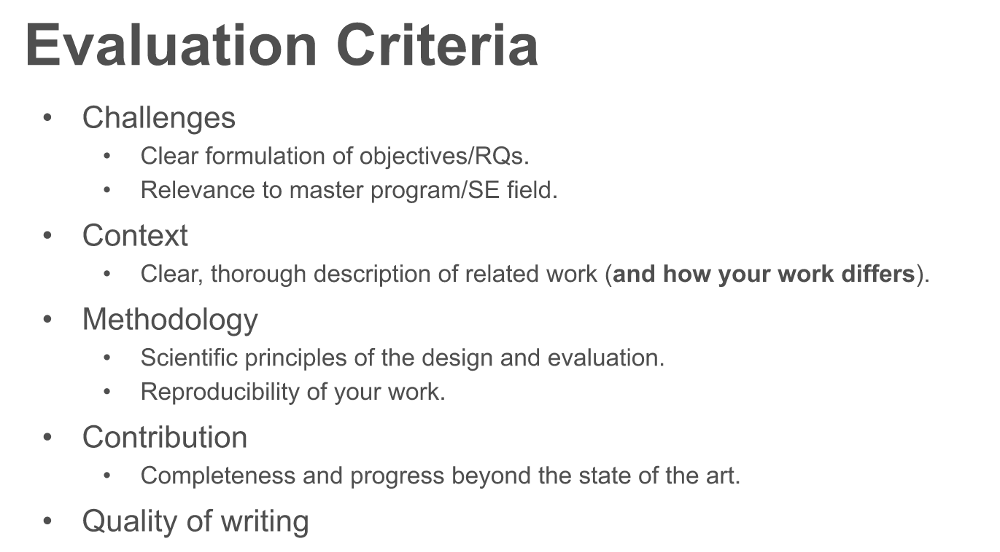 Evaluation Criteria
• Challenges
• Clear formulation of objectives/RQs.
• Relevance to master program/SE field.
• Context
• Clear, thorough description of related work (and how your work differs).
• Methodology
• Scientific principles of the design and evaluation.
• Reproducibility of your work.
• Contribution
• Completeness and progress beyond the state of the art.
• Quality of writing